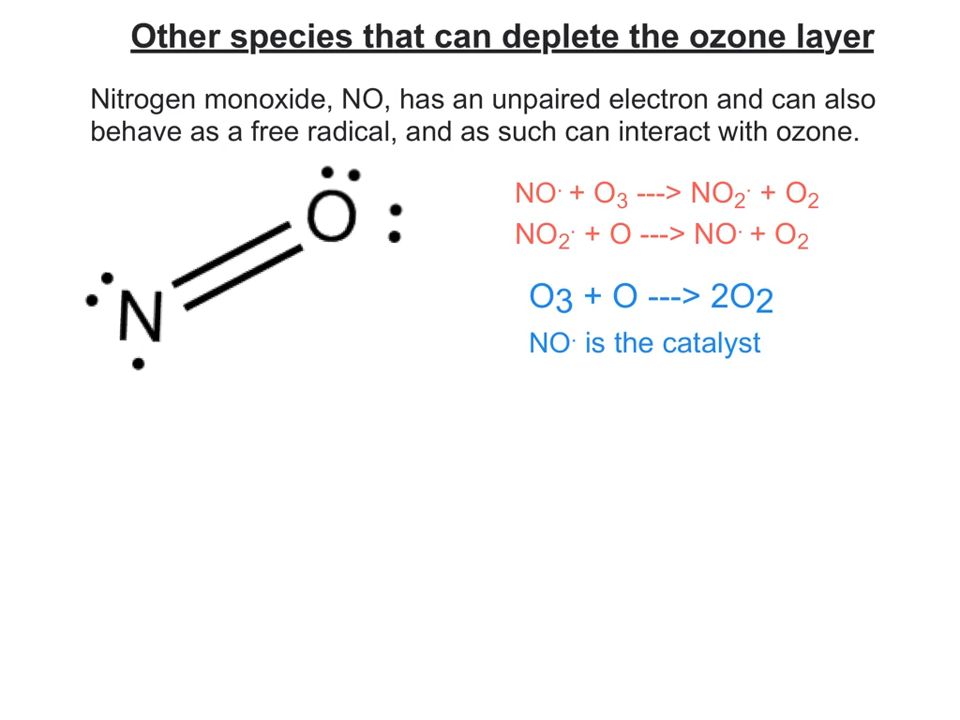 Other species that can deplete the ozone layer
Nitrogen monoxide, NO, has an unpaired electron and can also
behave as a free radical, and as such can interact with ozone.
NO· + O₃ ---> NO₂· + O₂
NO₂· + O ---> NO· + O₂
O₃ + O ---> 2O₂
NO· is the catalyst
O
N